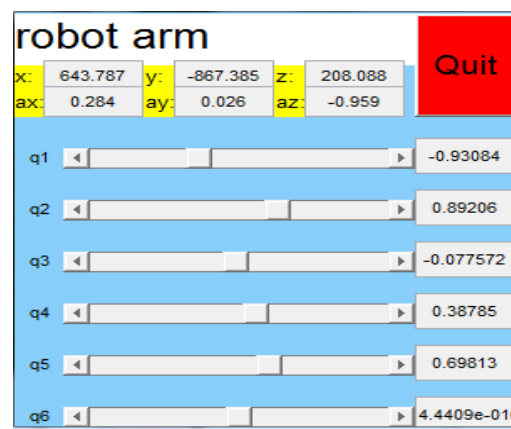 robot arm
Quit
x: 643.787 y: -867.385 z: 208.088
ax: 0.284 ay: 0.026 az: -0.959
q1 -0.93084
q2 0.89206
q3 -0.077572
q4 0.38785
q5 0.69813
q6 4.4409e-01